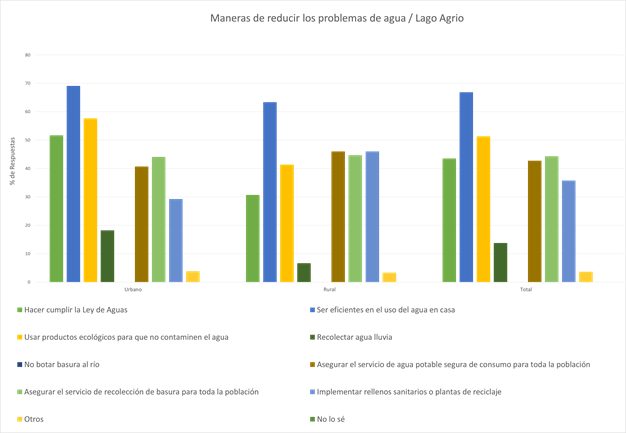 Maneras de reducir los problemas de agua / Lago Agrio
80
70
60
50
40
30
20
10
0
% de Respuestas
Urbano Rural Total
Hacer cumplir la Ley de Aguas Ser eficientes en el uso del agua en casa
Usar productos ecológicos para que no contaminen el agua Recolectar agua lluvia
No botar basura al río Asegurar el servicio de agua potable segura de consumo para toda la población
Asegurar el servicio de recolección de basura para toda la población Implementar rellenos sanitarios o plantas de reciclaje
Otros No lo sé